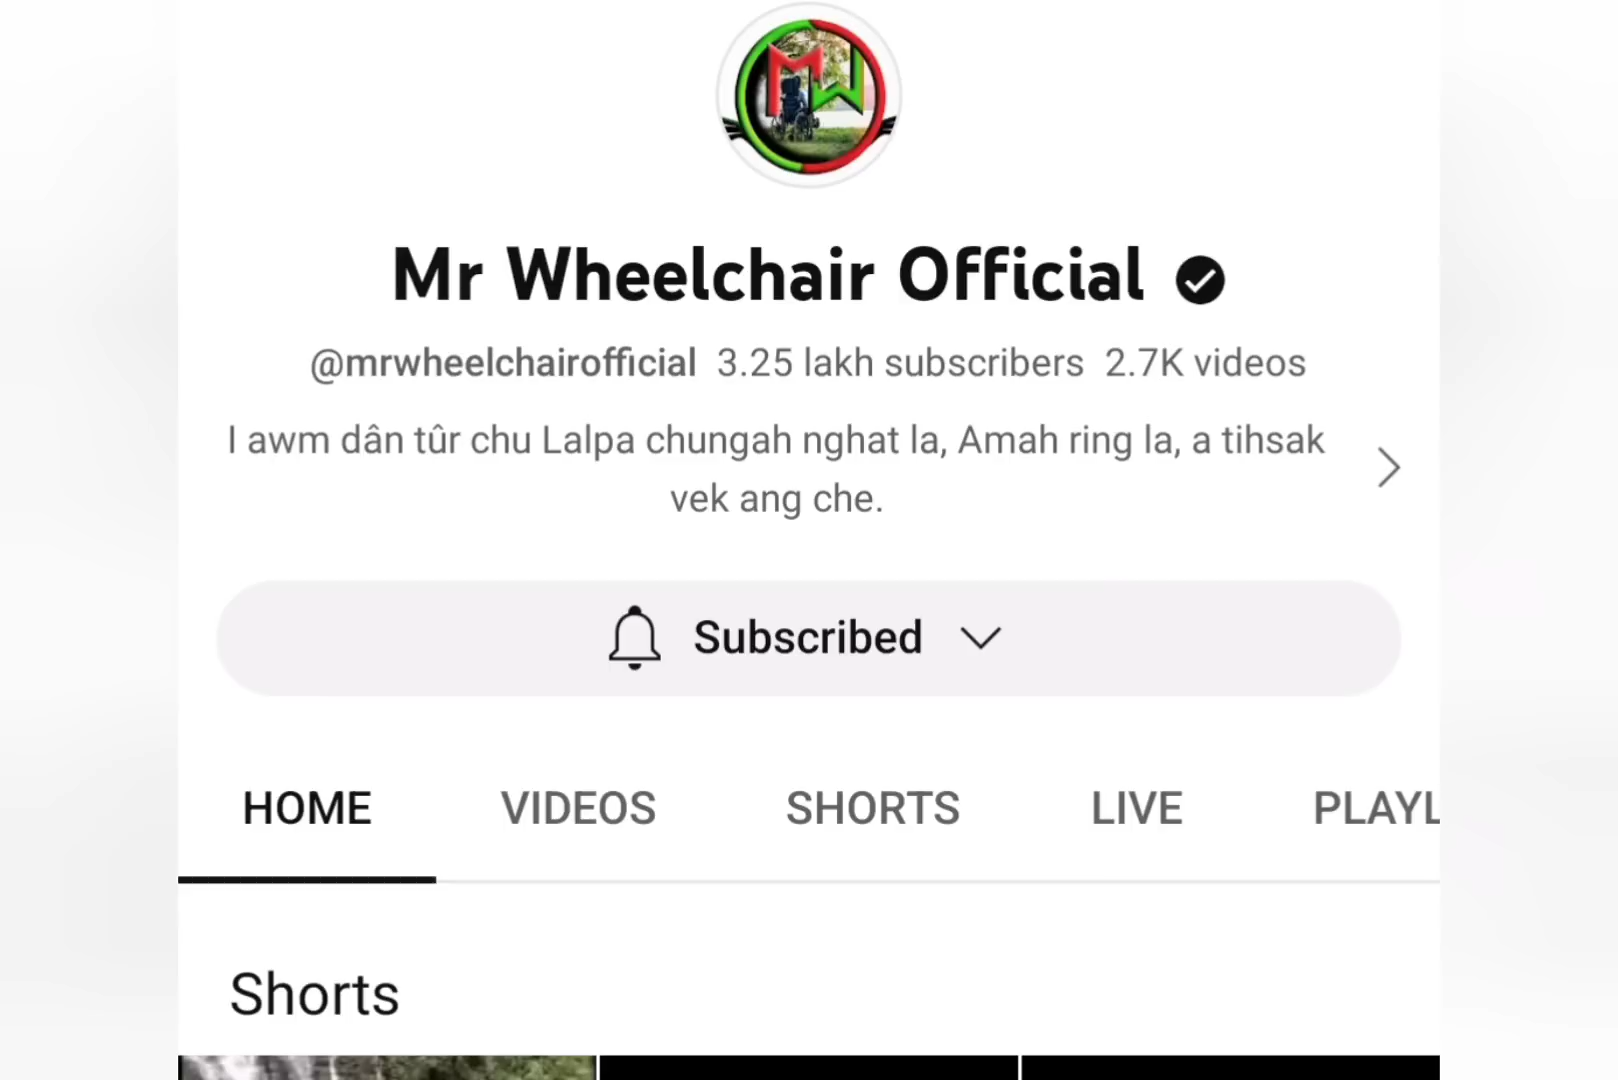 MW
Mr Wheelchair Official
@mrwheelchairofficial 3.25 lakh subscribers 2.7K videos
I awm dân tûr chu Lalpa chungah nghat la, Amah ring la, a tihsak
vek ang che.
Subscribed
HOME VIDEOS SHORTS LIVE PLAYL
Shorts